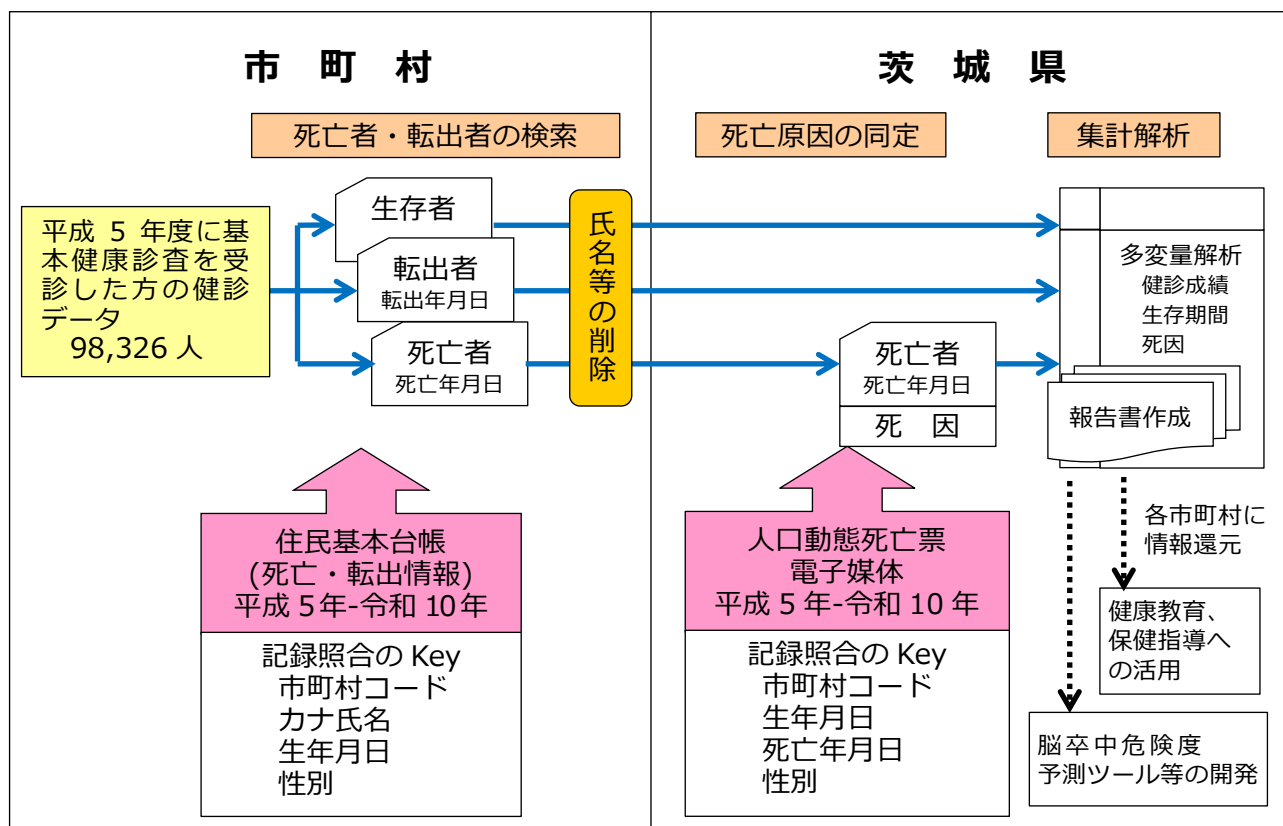 市 町 村
死亡者・転出者の検索
平成 5 年度に基
本健康診査を受
診した方の健診
データ
98,326 人
生存者
転出者
転出年月日
死亡者
死亡年月日
氏名等の削除
住民基本台帳
(死亡・転出情報)
平成 5 年-令和 10 年
記録照合の Key
市町村コード
カナ氏名
生年月日
性別
茨 城 県
死亡原因の同定
集計解析
死亡者
死亡年月日
死 因
多変量解析
健診成績
生存期間
死因
報告書作成
人口動態死亡票
電子媒体
平成 5 年-令和 10 年
記録照合の Key
市町村コード
生年月日
死亡年月日
性別
各市町村に
情報還元
健康教育、
保健指導へ
の活用
脳卒中危険度
予測ツール等の開発